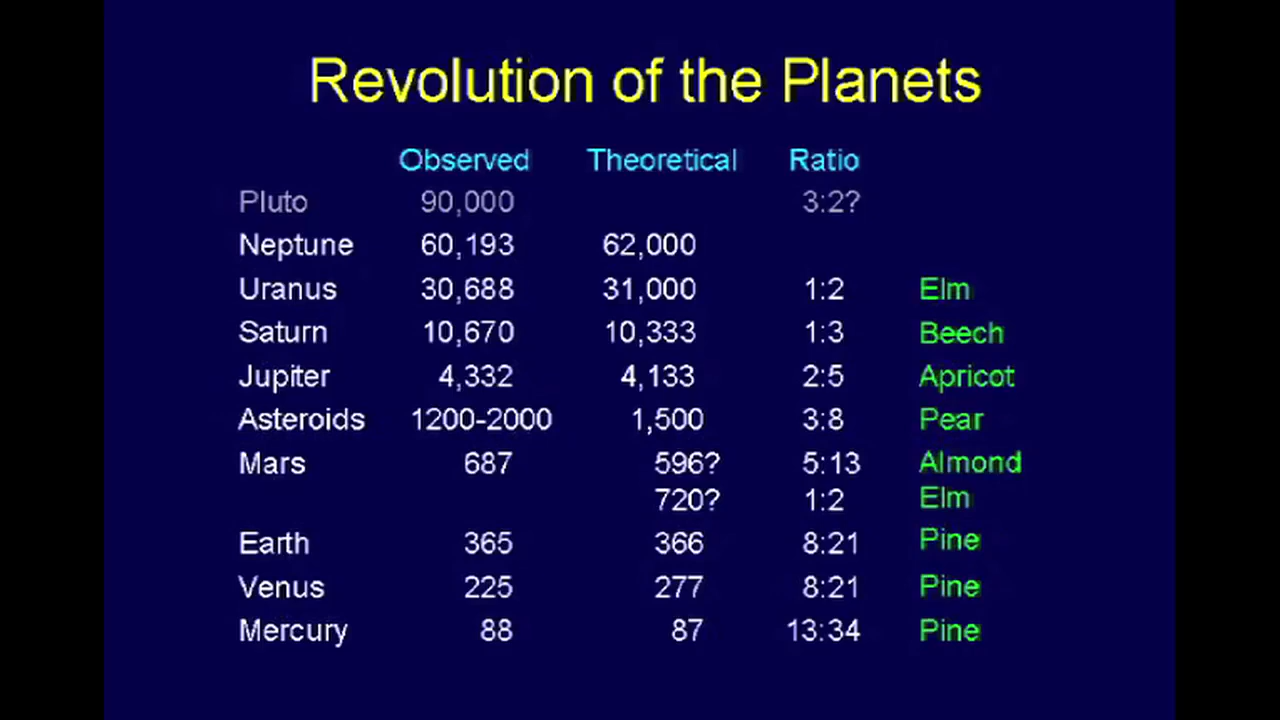 Revolution of the Planets
Observed Theoretical Ratio
Pluto 90,000 3:2?
Neptune 60,193 62,000
Uranus 30,688 31,000 1:2 Elm
Saturn 10,670 10,333 1:3 Beech
Jupiter 4,332 4,133 2:5 Apricot
Asteroids 1200-2000 1,500 3:8 Pear
Mars 687 596? 5:13 Almond
720? 1:2 Elm
Earth 365 366 8:21 Pine
Venus 225 277 8:21 Pine
Mercury 88 87 13:34 Pine